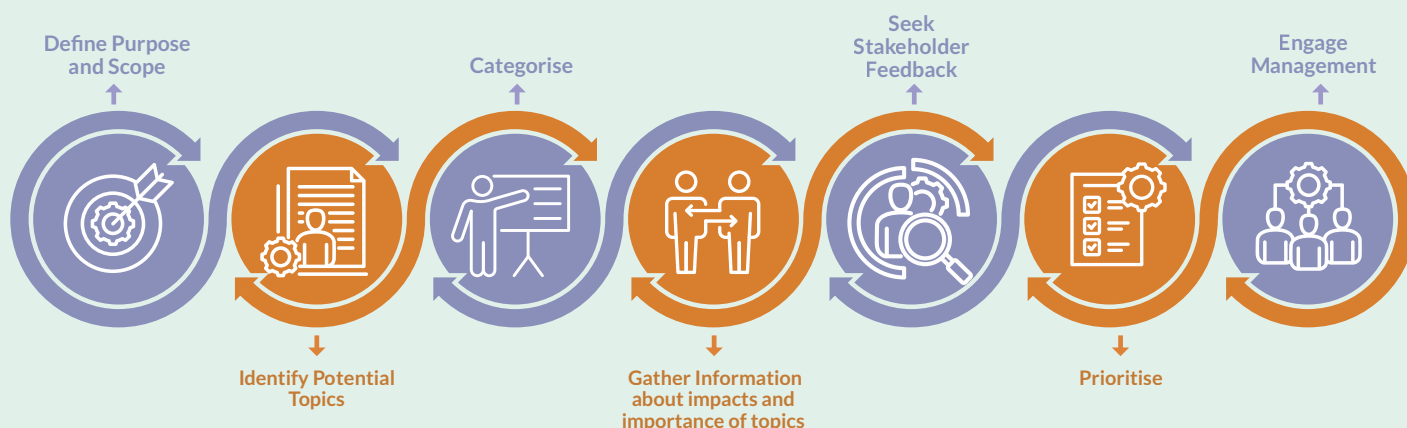 Define Purpose
and Scope
Identify Potential
Topics
Categorise
Gather Information
about impacts and
importance of topics
Seek
Stakeholder
Feedback
Prioritise
Engage
Management